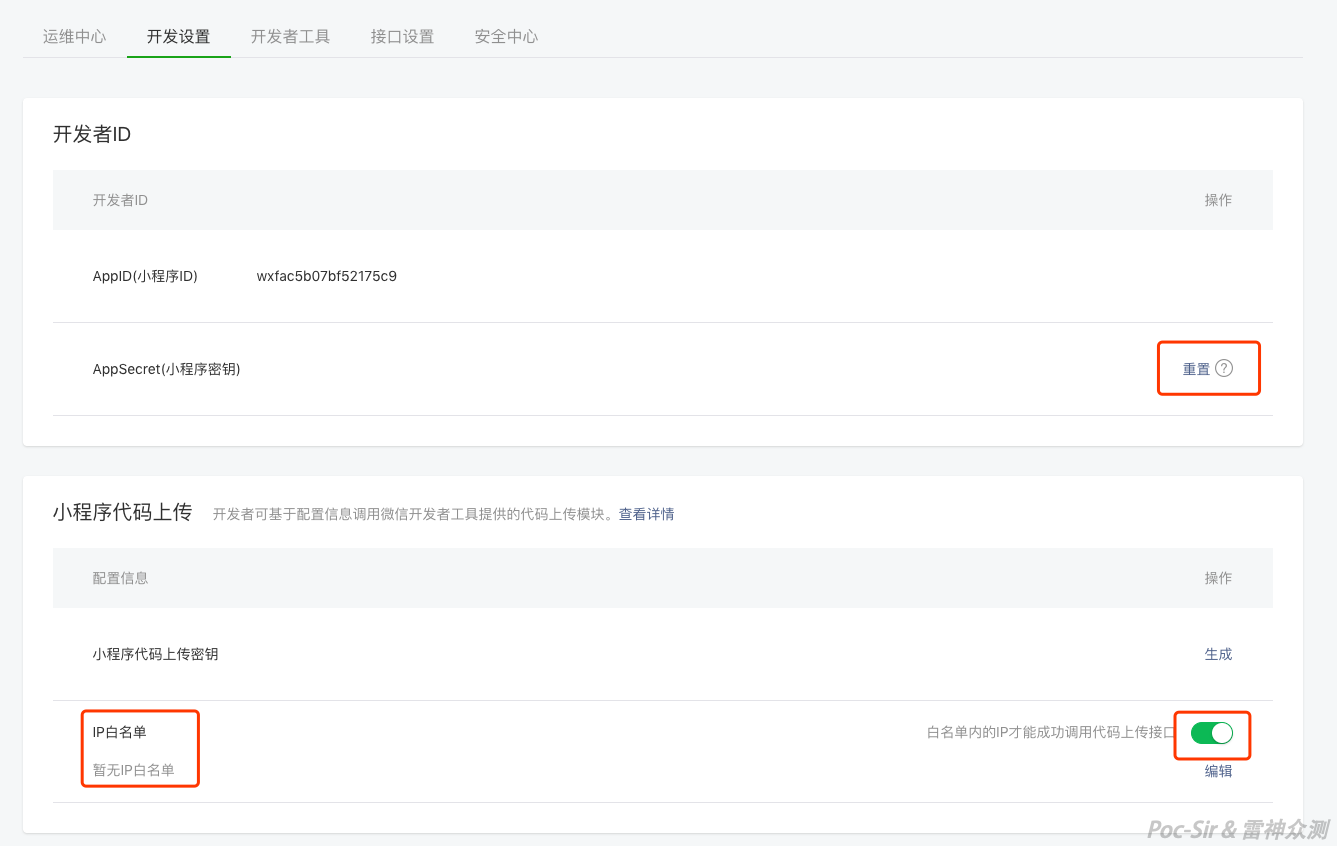 运维中心 开发设置 开发者工具 接口设置 安全中心
开发者ID
开发者ID 操作
AppID(小程序ID) wxfac5b07bf52175c9
AppSecret(小程序密钥) 重置 ?
小程序代码上传 开发者可基于配置信息调用微信开发者工具提供的代码上传模块。查看详情
配置信息 操作
小程序代码上传密钥 生成
IP白名单 白名单内的IP才能成功调用代码上传接口
暂无IP白名单 编辑
Poc-Sir & 雷神众测